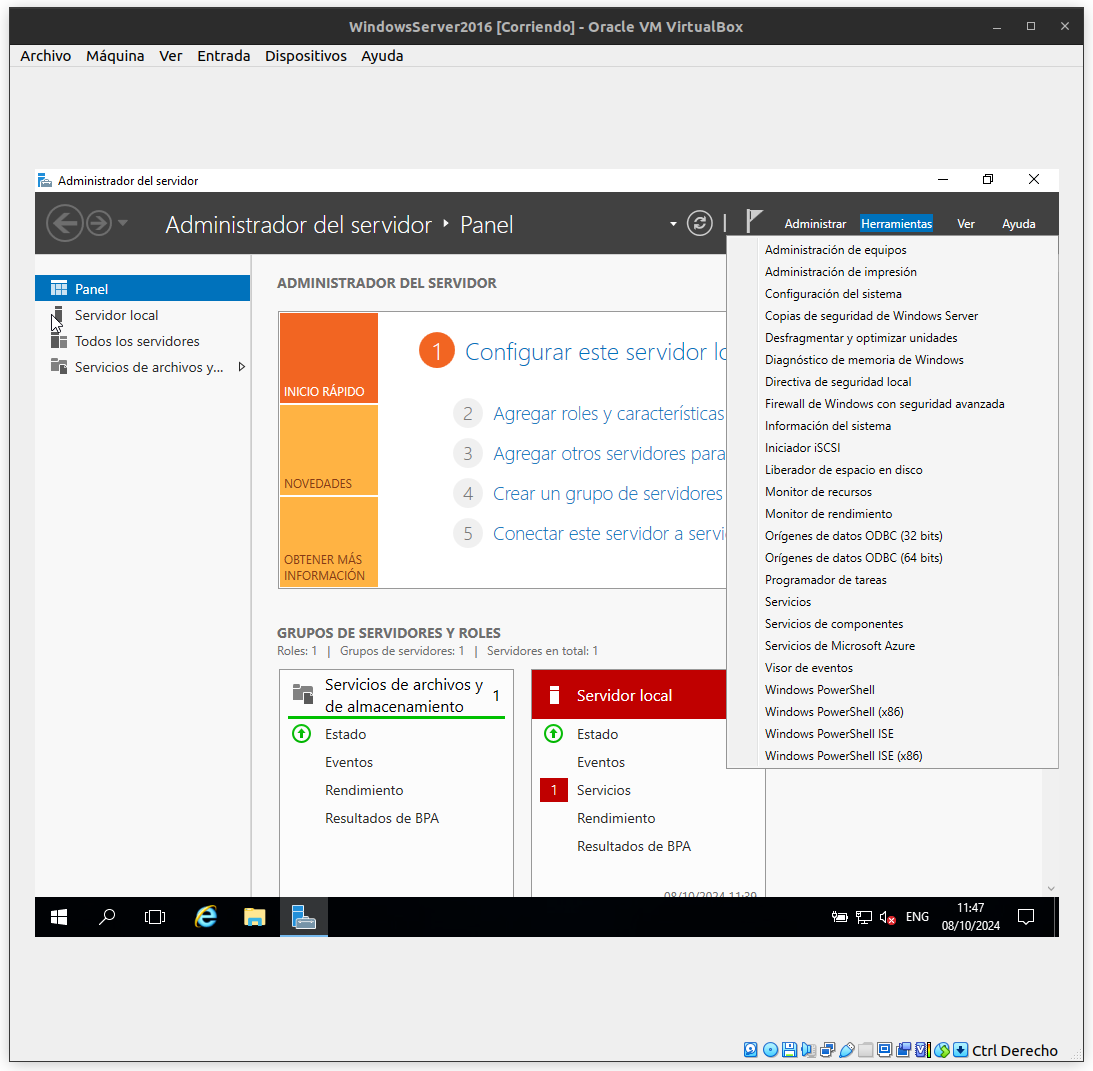 WindowsServer2016 [Corriendo] - Oracle VM VirtualBox
Archivo Máquina Ver Entrada Dispositivos Ayuda
Administrador del servidor
Administrador del servidor Panel
Administrar Herramientas Ver Ayuda
Panel
Servidor local
Todos los servidores
Servicios de archivos y...
ADMINISTRADOR DEL SERVIDOR
INICIO RÁPIDO
NOVEDADES
OBTENER MÁS
INFORMACIÓN
1 Configurar este servidor lo
2 Agregar roles y características
3 Agregar otros servidores para
4 Crear un grupo de servidores
5 Conectar este servidor a servi
Administración de equipos
Administración de impresión
Configuración del sistema
Copias de seguridad de Windows Server
Desfragmentar y optimizar unidades
Diagnóstico de memoria de Windows
Directiva de seguridad local
Firewall de Windows con seguridad avanzada
Información del sistema
Iniciador iSCSI
Liberador de espacio en disco
Monitor de recursos
Monitor de rendimiento
Orígenes de datos ODBC (32 bits)
Orígenes de datos ODBC (64 bits)
Programador de tareas
Servicios
Servicios de componentes
Servicios de Microsoft Azure
Visor de eventos
Windows PowerShell
Windows PowerShell (x86)
Windows PowerShell ISE
Windows PowerShell ISE (x86)
GRUPOS DE SERVIDORES Y ROLES
Roles: 1 | Grupos de servidores: 1 | Servidores en total: 1
Servicios de archivos y
de almacenamiento
1
Estado
Eventos
Rendimiento
Resultados de BPA
Servidor local
Estado
Eventos
1 Servicios
Rendimiento
Resultados de BPA
08/10/2024 11:39
ENG
11:47
08/10/2024
Ctrl Derecho